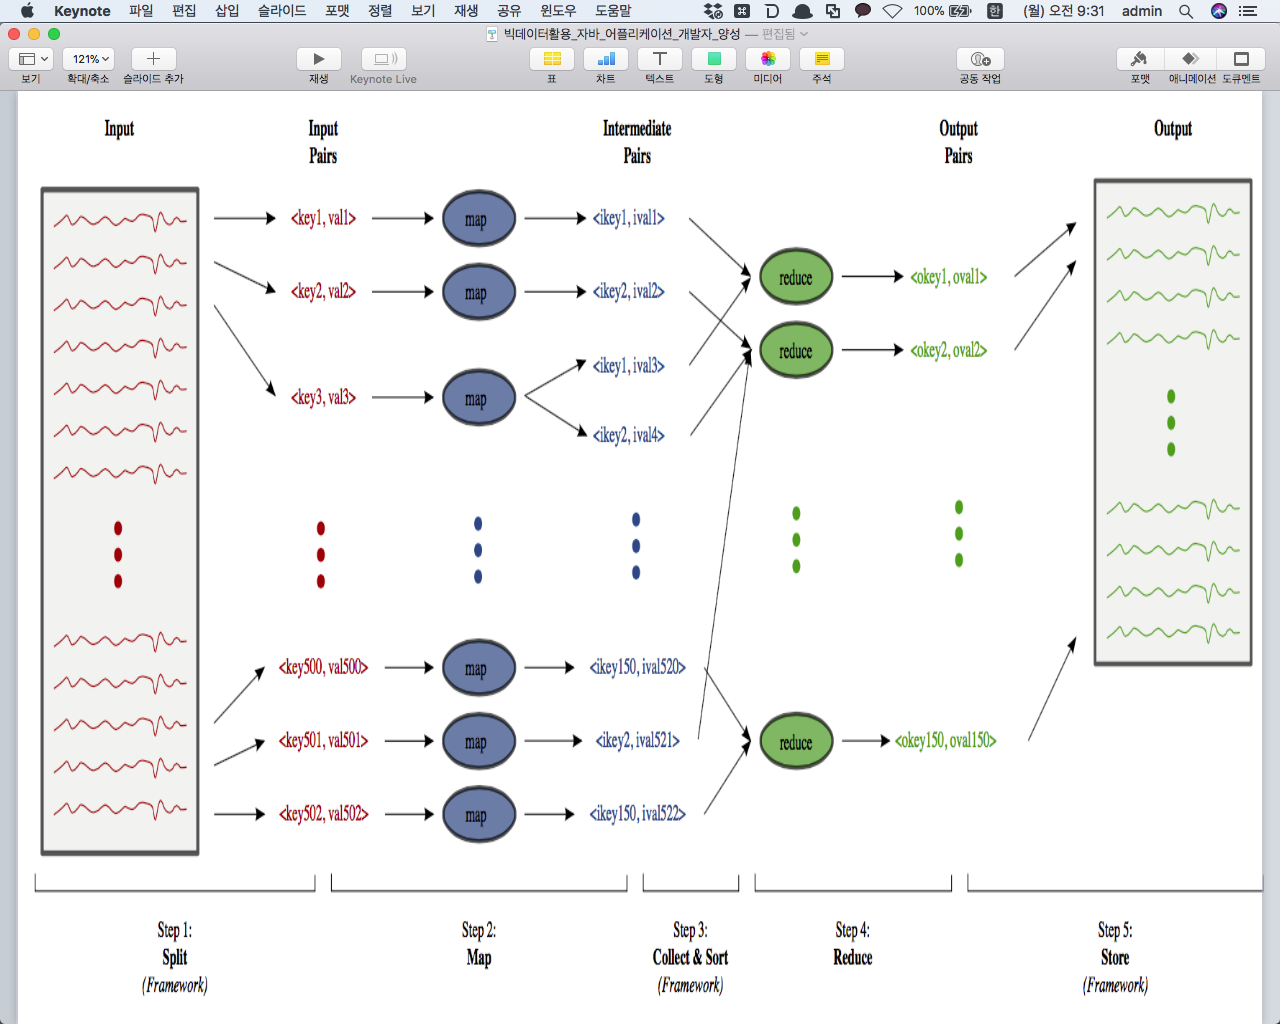 Keynote 파일 편집 삽입 슬라이드 포맷 정렬 보기 재생 공유 윈도우 도움말 100% 한 (월) 오전 9:31 admin
빅데이터활용_자바_어플리케이션_개발자_양성 — 편집됨
121%
보기 확대/축소 슬라이드 추가 재생 Keynote Live 표 차트 텍스트 도형 미디어 주석 공동 작업 포맷 애니메이션 도큐멘트
Input
Input
Pairs
Intermediate
Pairs
Output
Pairs
Output
<key1, val1>
map
<ikey1, ival1>
<key2, val2>
map
<ikey2, ival2>
reduce
<okey1, oval1>
<ikey1, ival3>
reduce
<okey2, oval2>
<key3, val3>
map
<ikey2, ival4>
<key500, val500>
map
<ikey150, ival520>
<key501, val501>
map
<ikey2, ival521>
reduce
<okey150, oval150>
<key502, val502>
map
<ikey150, ival522>
Step 1:
Split
(Framework)
Step 2:
Map
Step 3:
Collect & Sort
(Framework)
Step 4:
Reduce
Step 5:
Store
(Framework)